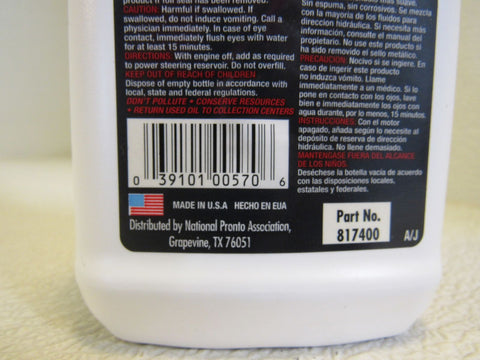 product if foil seal has been removed.
CAUTION: Harmful if swallowed. If
swallowed, do not induce vomiting. Call a
physician immediately. In case of eye
contact, immediately flush eyes with water
for at least 15 minutes.
DIRECTIONS: With engine off, add as required
to power steering reservoir. Do not overfill.
KEEP OUT OF REACH OF CHILDREN
Dispose of empty bottle in accordance with
local, state and federal regulations.
DON'T POLLUTE • CONSERVE RESOURCES
• RETURN USED OIL TO COLLECTION CENTERS
0 39101 00570 6
MADE IN U.S.A HECHO EN EUA
Distributed by National Pronto Association,
Grapevine, TX 76051
Sin espuma, sin corrosivos. Se mezcla
con la mayoría de los fluidos para
dirección hidráulica. Si necesita más
información, consulte el manual del
propietario. No use este producto si
ha sido removido el sello metálico.
PRECAUCION: Nocivo si se ingiere. En
caso de ingerir este producto
no induzca vómito. Llame
inmediatamente a un médico. Si lo
pone en contacto con los ojos, lave
bien e immediatamente los ojos con
agua durante, por lo menos, 15 minutos.
INSTRUCCIONES: Con el motor
apagado, añada según lo necesite al
depósito de reserva de dirección
hidráulica. No llene demasiado.
MANTENGASE FUERA DEL ALCANCE
DE LOS NIÑOS.
Deséchese la botella vacía de acuerdo
con las disposiciones locales,
estatales y federales.
Part No.
817400
A/J